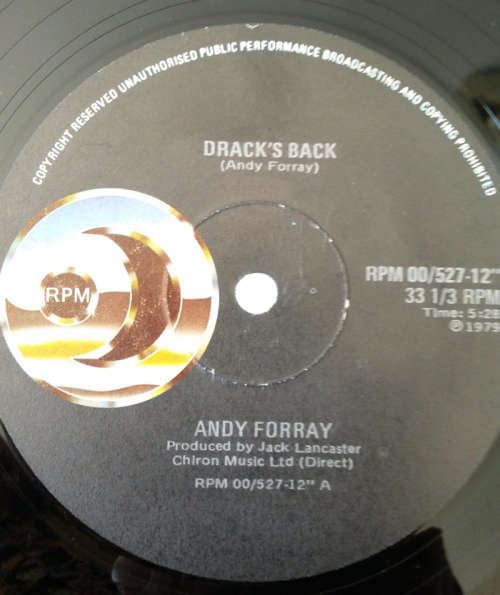 COPYRIGHT RESERVED UNAUTHORISED PUBLIC PERFORMANCE BROADCASTING AND COPYING PROHIBITED
DRACK'S BACK
(Andy Forray)
RPM
RPM 00/527-12"
33 1/3 RPM
Time: 5:28
℗ 1979
ANDY FORRAY
Produced by Jack Lancaster
Chiron Music Ltd (Direct)
RPM 00/527-12" A